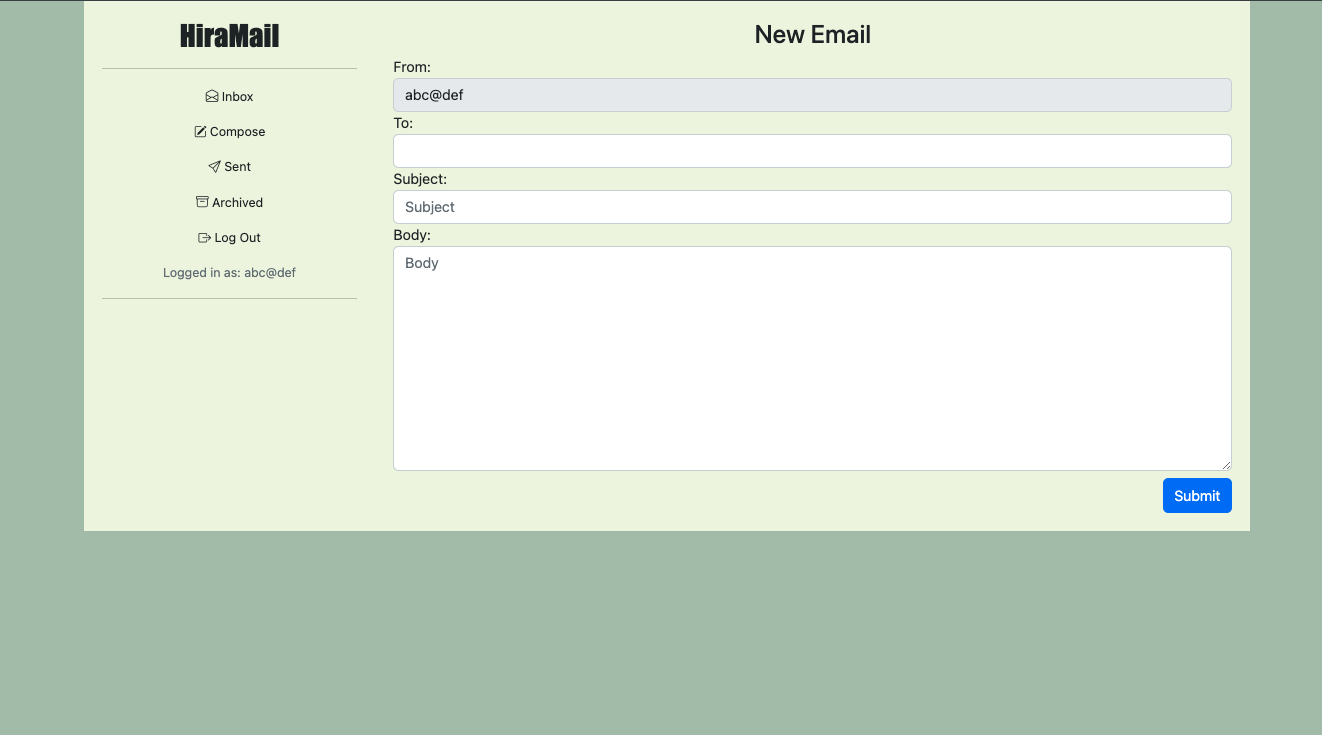 HiraMail
Inbox
Compose
Sent
Archived
Log Out
Logged in as: abc@def
New Email
From:
abc@def
To:
Subject:
Subject
Body:
Body
Submit